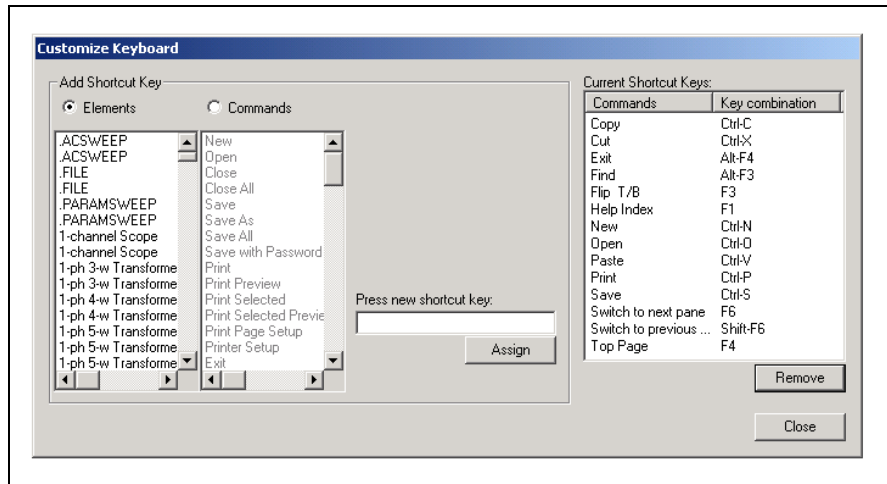 Customize Keyboard
Add Shortcut Key
Elements
Commands
.ACSWEEP
.ACSWEEP
.FILE
.FILE
.PARAMSWEEP
.PARAMSWEEP
1-channel Scope
1-channel Scope
1-ph 3-w Transforme
1-ph 3-w Transforme
1-ph 4-w Transforme
1-ph 4-w Transforme
1-ph 5-w Transforme
1-ph 5-w Transforme
1-ph 5-w Transforme
New
Open
Close
Close All
Save
Save As
Save All
Save with Password
Print
Print Preview
Print Selected
Print Selected Previe
Print Page Setup
Printer Setup
Exit
Press new shortcut key:
Assign
Current Shortcut Keys:
Commands Key combination
Copy Ctrl-C
Cut Ctrl-X
Exit Alt-F4
Find Alt-F3
Flip T/B F3
Help Index F1
New Ctrl-N
Open Ctrl-O
Paste Ctrl-V
Print Ctrl-P
Save Ctrl-S
Switch to next pane F6
Switch to previous ... Shift-F6
Top Page F4
Remove
Close